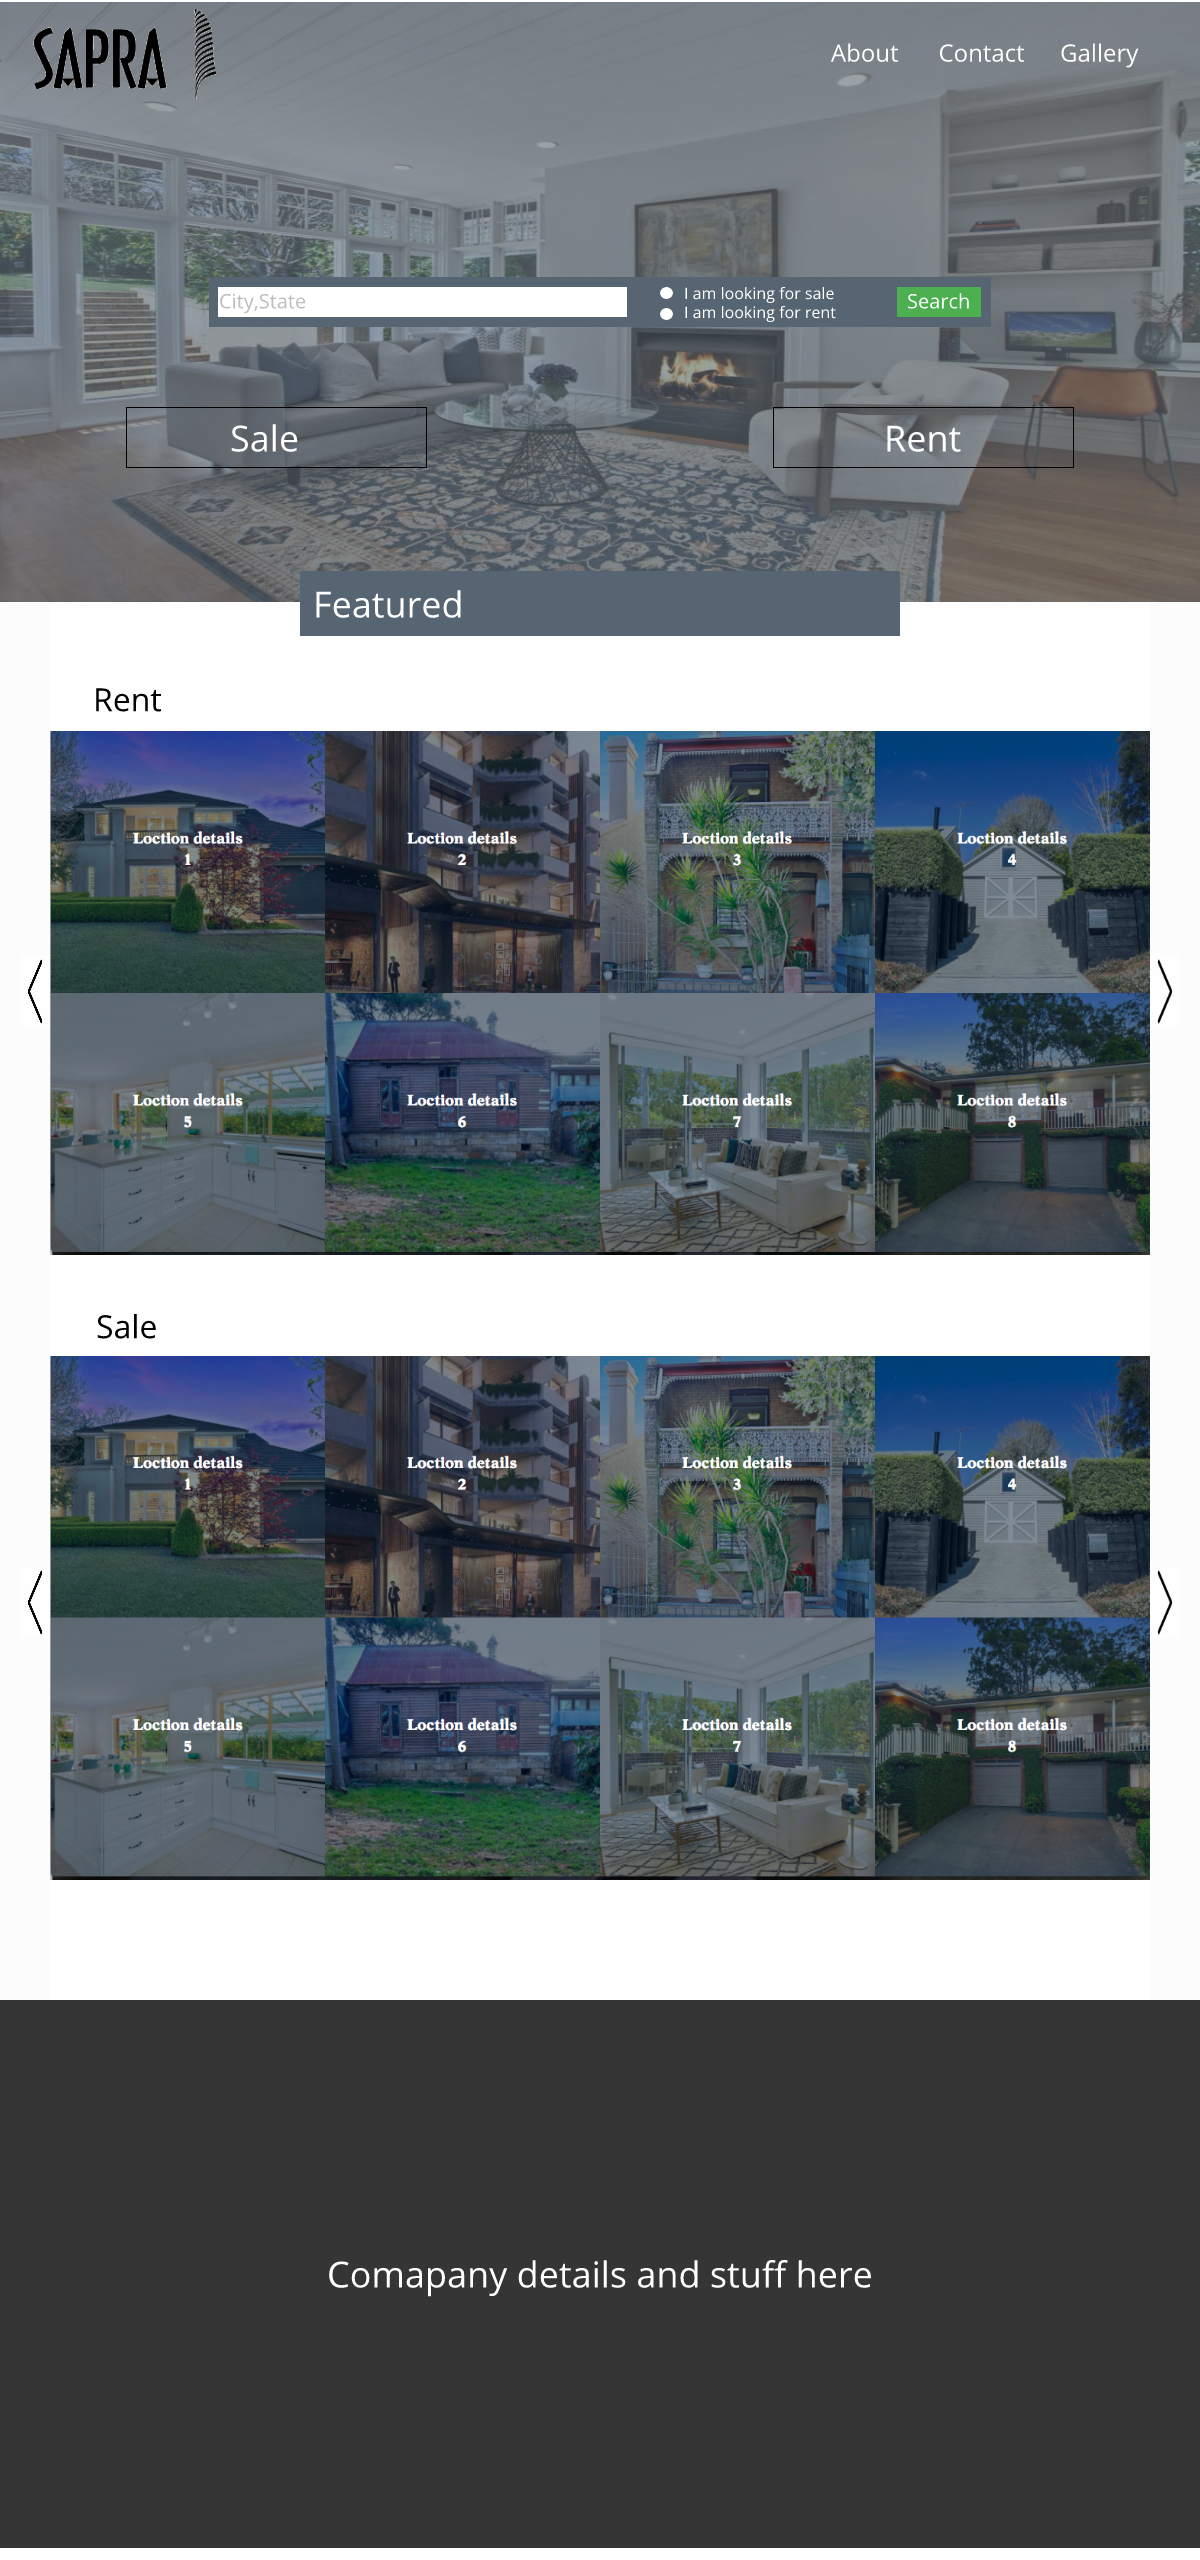 SAPRA
About Contact Gallery
City,State
I am looking for sale
I am looking for rent
Search
Sale
Rent
Featured
Rent
Loction details
1
Loction details
2
Loction details
3
Loction details
4
Loction details
5
Loction details
6
Loction details
7
Loction details
8
Sale
Loction details
1
Loction details
2
Loction details
3
Loction details
4
Loction details
5
Loction details
6
Loction details
7
Loction details
8
Comapany details and stuff here